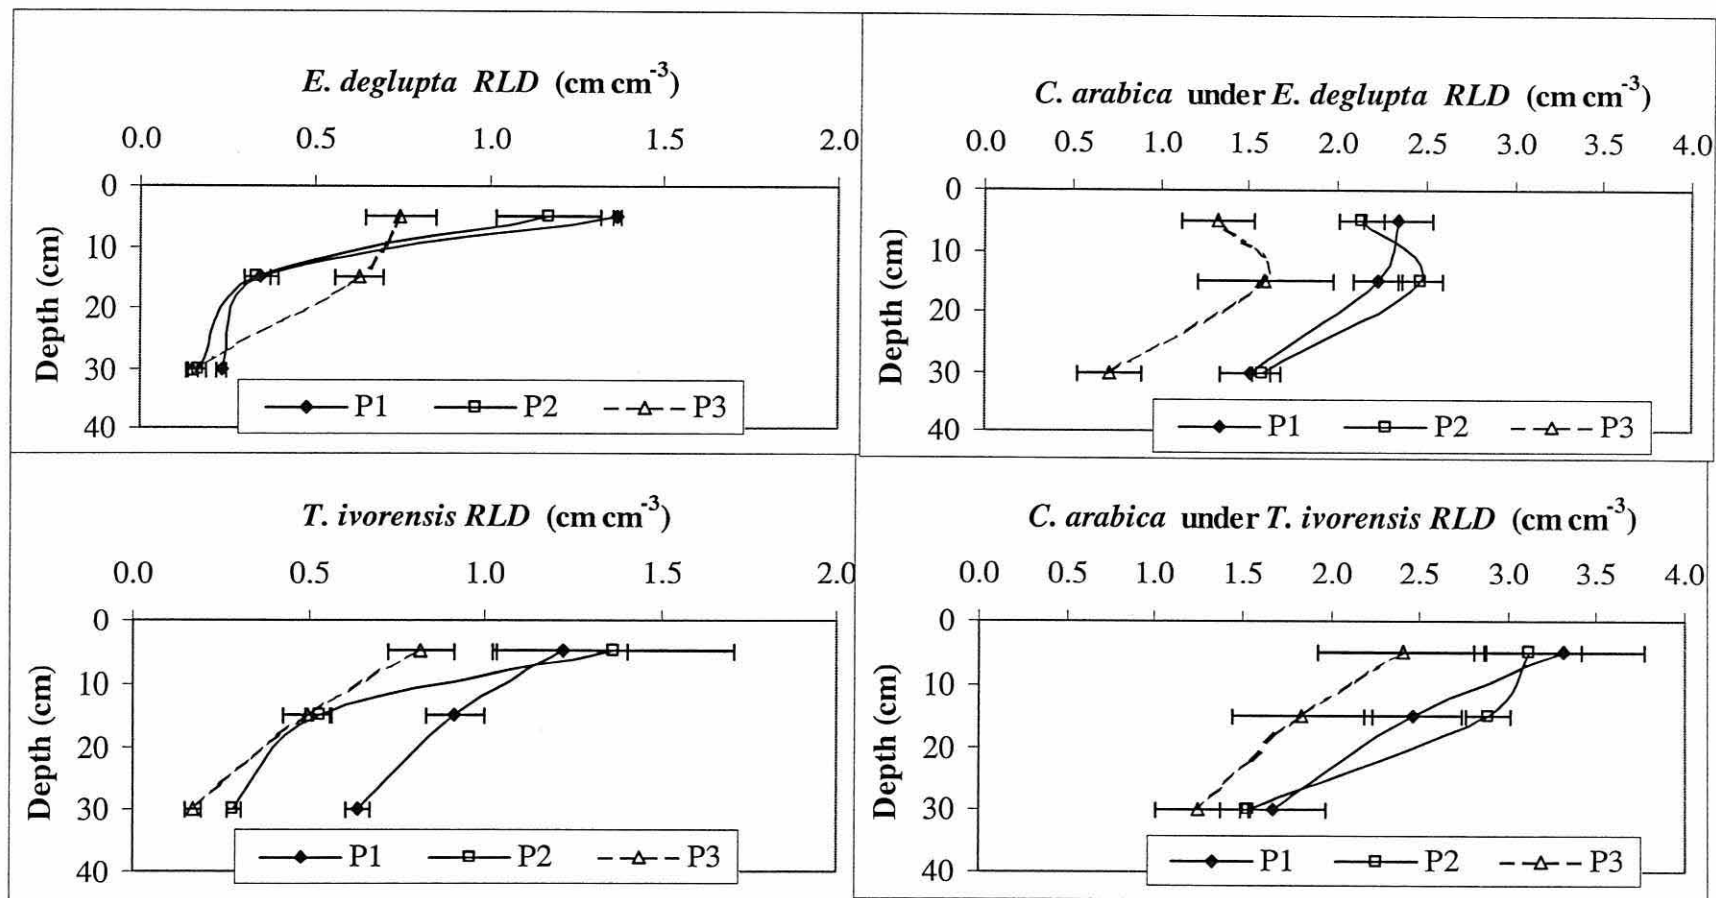 E. deglupta RLD (cm cm-3)
0.0 0.5 1.0 1.5 2.0
Depth (cm)
0
10
20
30
40
P1 P2 P3
C. arabica under E. deglupta RLD (cm cm-3)
0.0 0.5 1.0 1.5 2.0 2.5 3.0 3.5 4.0
Depth (cm)
0
10
20
30
40
P1 P2 P3
T. ivorensis RLD (cm cm-3)
0.0 0.5 1.0 1.5 2.0
Depth (cm)
0
10
20
30
40
P1 P2 P3
C. arabica under T. ivorensis RLD (cm cm-3)
0.0 0.5 1.0 1.5 2.0 2.5 3.0 3.5 4.0
Depth (cm)
0
10
20
30
40
P1 P2 P3